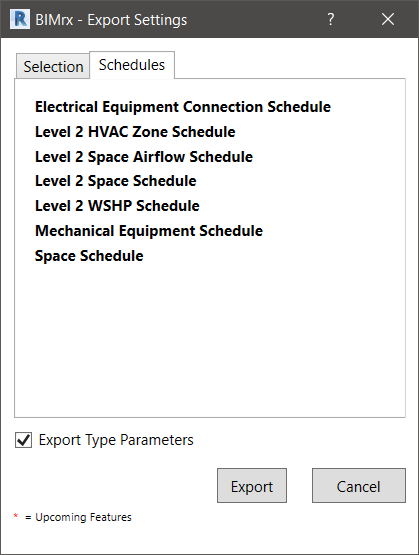 R BIMrx - Export Settings ?
Selection Schedules
Electrical Equipment Connection Schedule
Level 2 HVAC Zone Schedule
Level 2 Space Airflow Schedule
Level 2 Space Schedule
Level 2 WSHP Schedule
Mechanical Equipment Schedule
Space Schedule
Export Type Parameters
Export Cancel
* = Upcoming Features